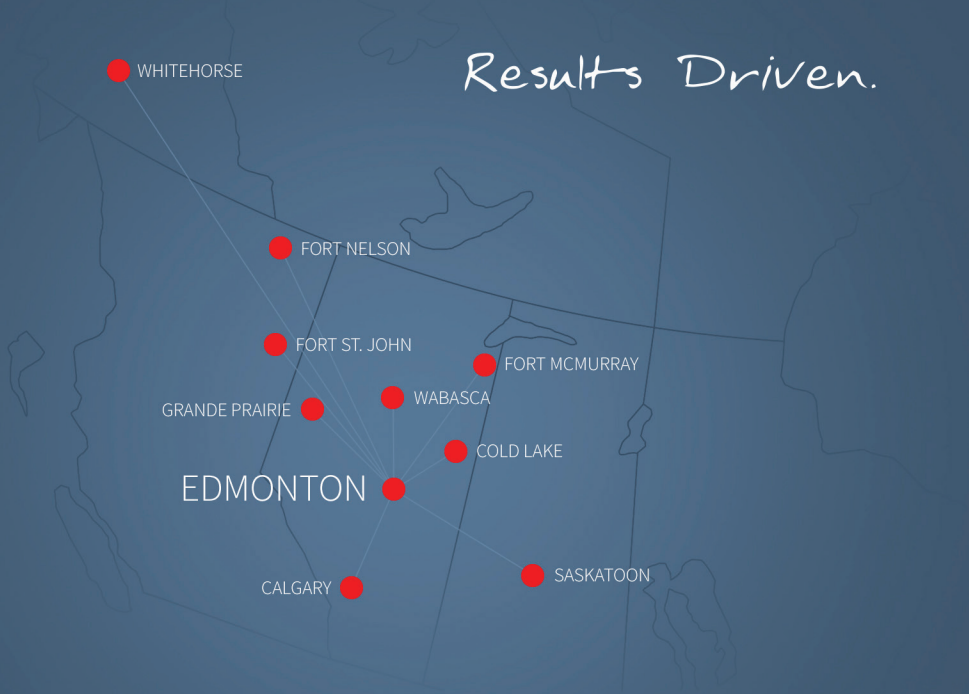 Results Driven.
WHITEHORSE
FORT NELSON
FORT ST. JOHN
FORT MCMURRAY
WABASCA
GRANDE PRAIRIE
COLD LAKE
EDMONTON
SASKATOON
CALGARY